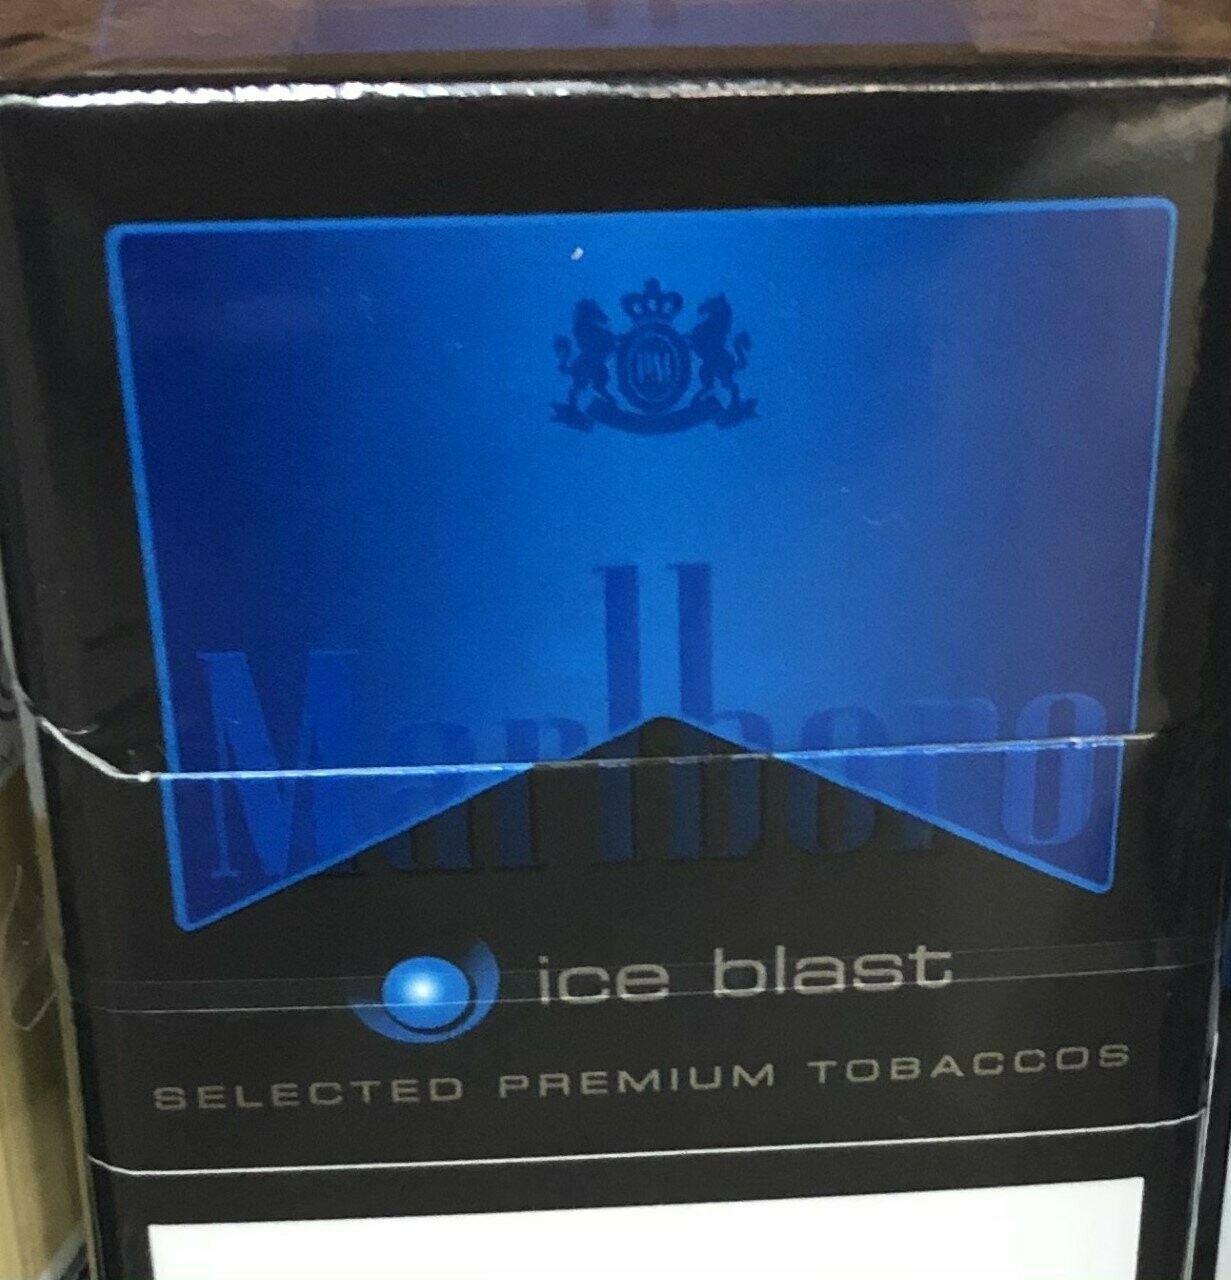 PM
Marlboro
ice blast
SELECTED PREMIUM TOBACCOS